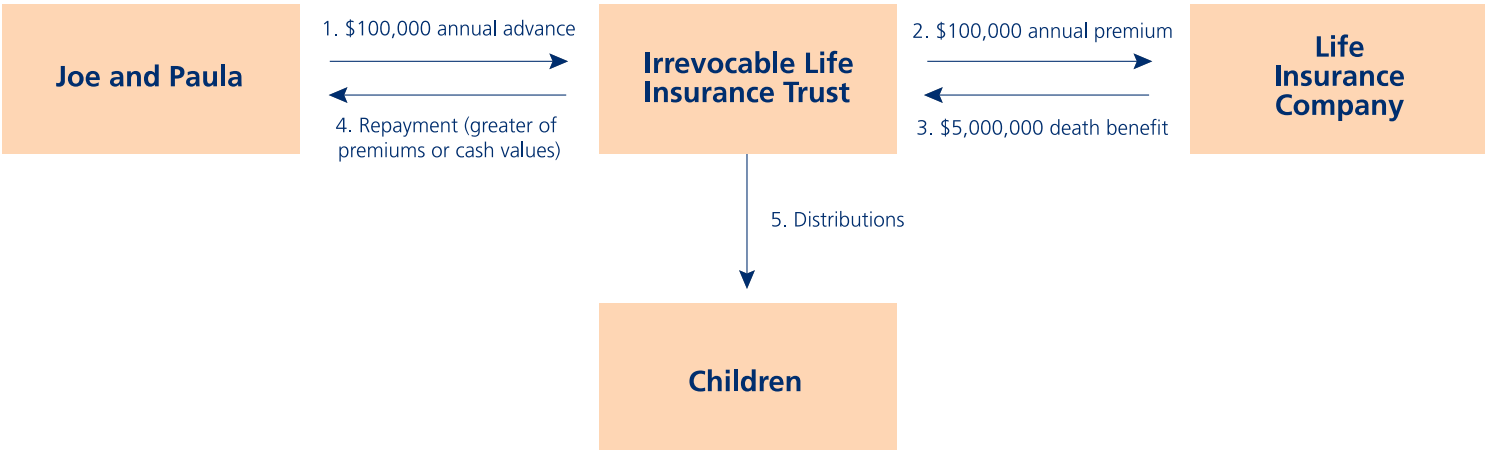 Joe and Paula
1. $100,000 annual advance
4. Repayment (greater of
premiums or cash values)
Irrevocable Life
Insurance Trust
2. $100,000 annual premium
3. $5,000,000 death benefit
Life
Insurance
Company
5. Distributions
Children